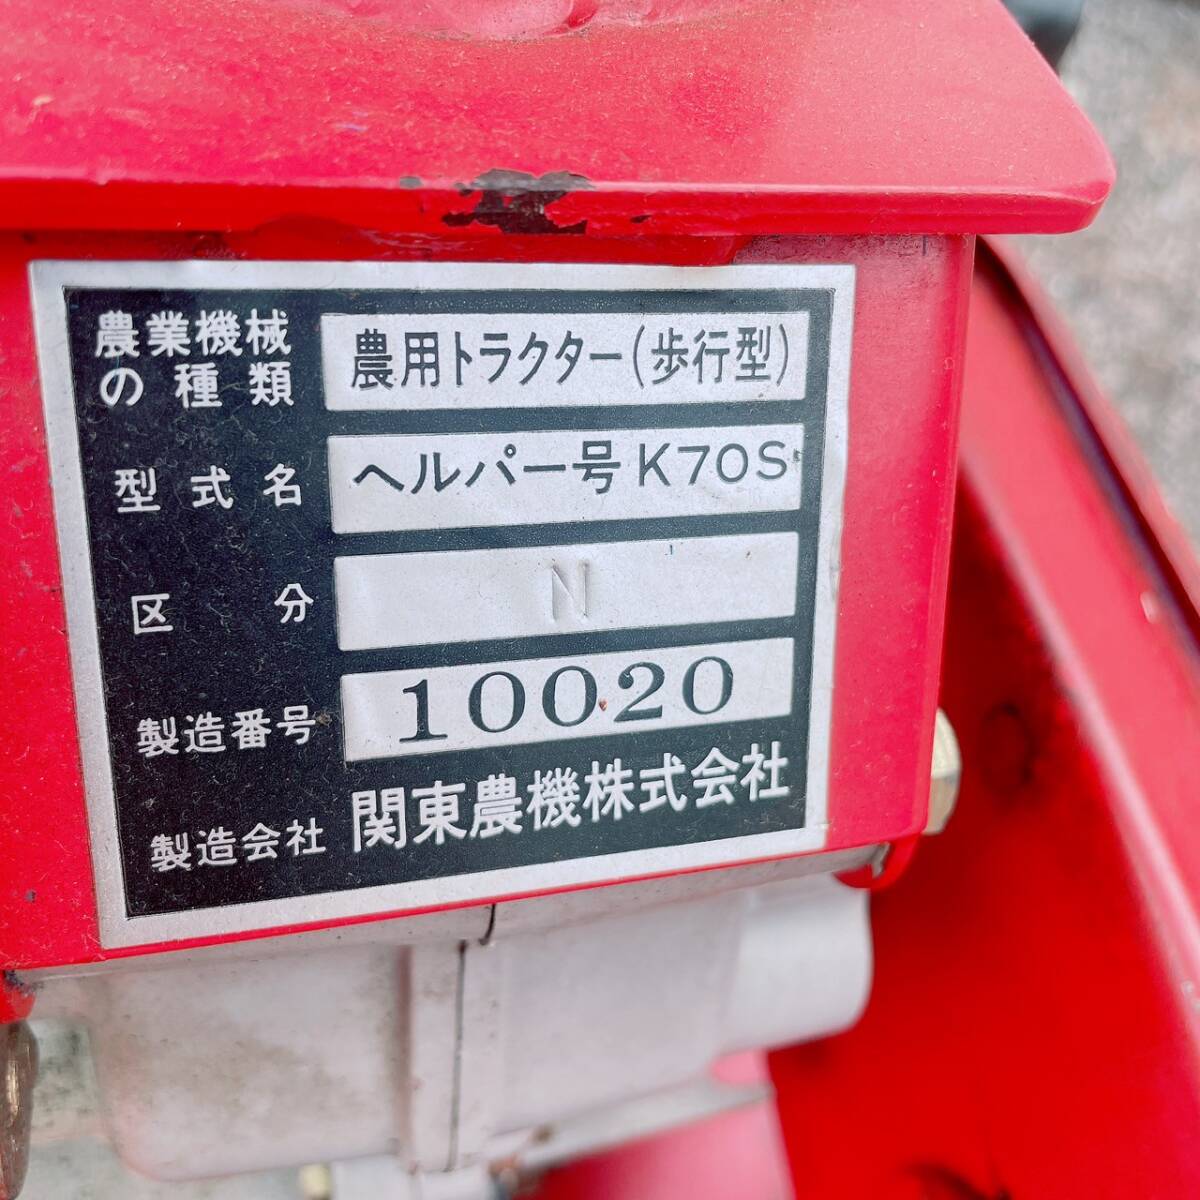 農業機械の種類 農用トラクター(歩行型)
型式名 ヘルパー号K70S
区分 N
製造番号 10020
製造会社 関東農機株式会社